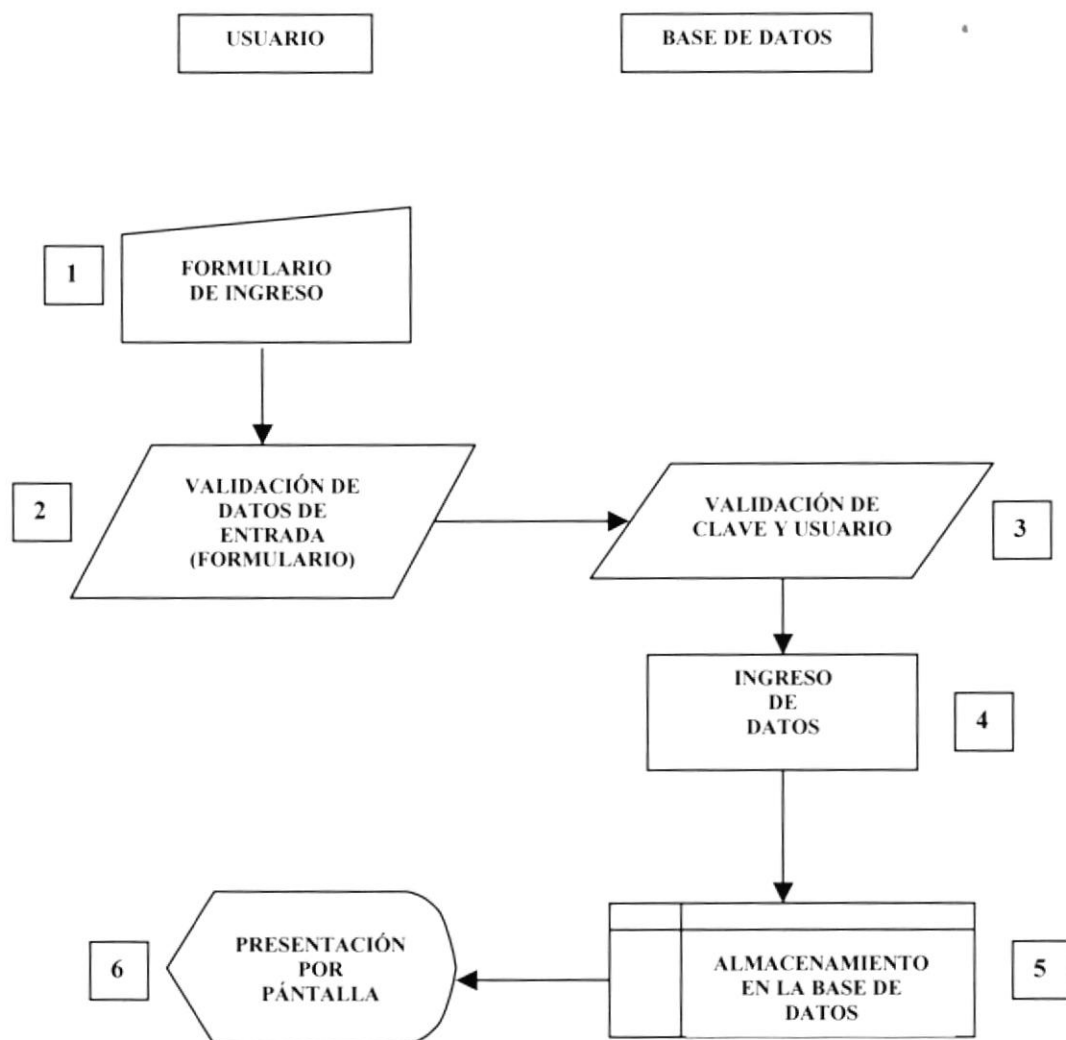 USUARIO
BASE DE DATOS
1
FORMULARIO
DE INGRESO
2
VALIDACIÓN DE
DATOS DE
ENTRADA
(FORMULARIO)
VALIDACIÓN DE
CLAVE Y USUARIO
3
INGRESO
DE
DATOS
4
ALMACENAMIENTO
EN LA BASE DE
DATOS
5
6
PRESENTACIÓN
POR
PÁNTALLA